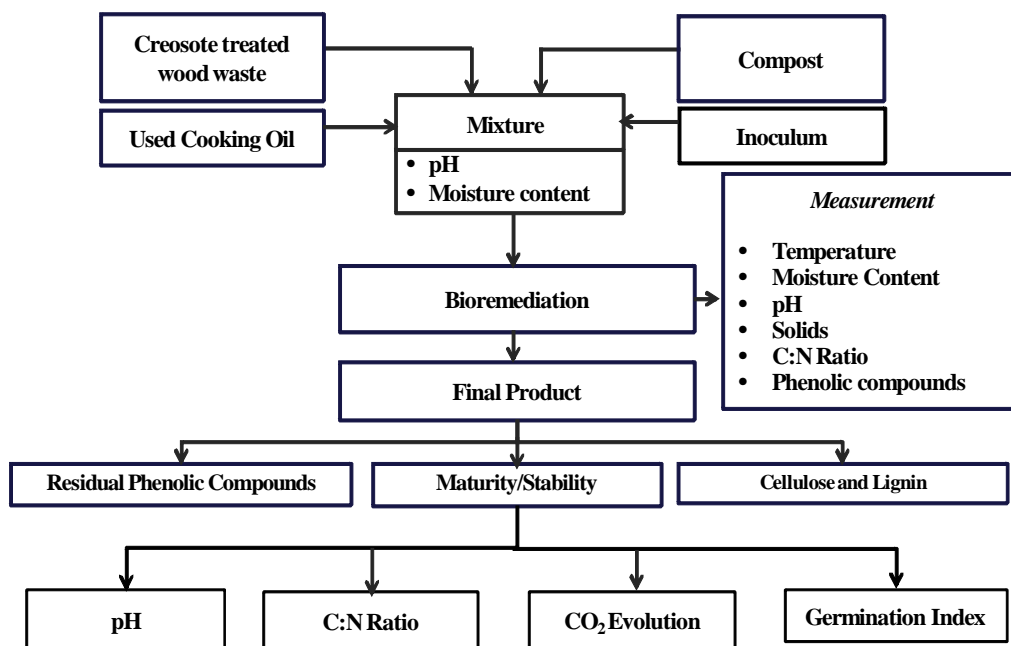 Creosote treated
wood waste
Compost
Used Cooking Oil
Mixture
Inoculum
• pH
• Moisture content
Measurement
• Temperature
• Moisture Content
• pH
• Solids
• C:N Ratio
• Phenolic compounds
Bioremediation
Final Product
Residual Phenolic Compounds
Maturity/Stability
Cellulose and Lignin
pH
C:N Ratio
CO₂ Evolution
Germination Index